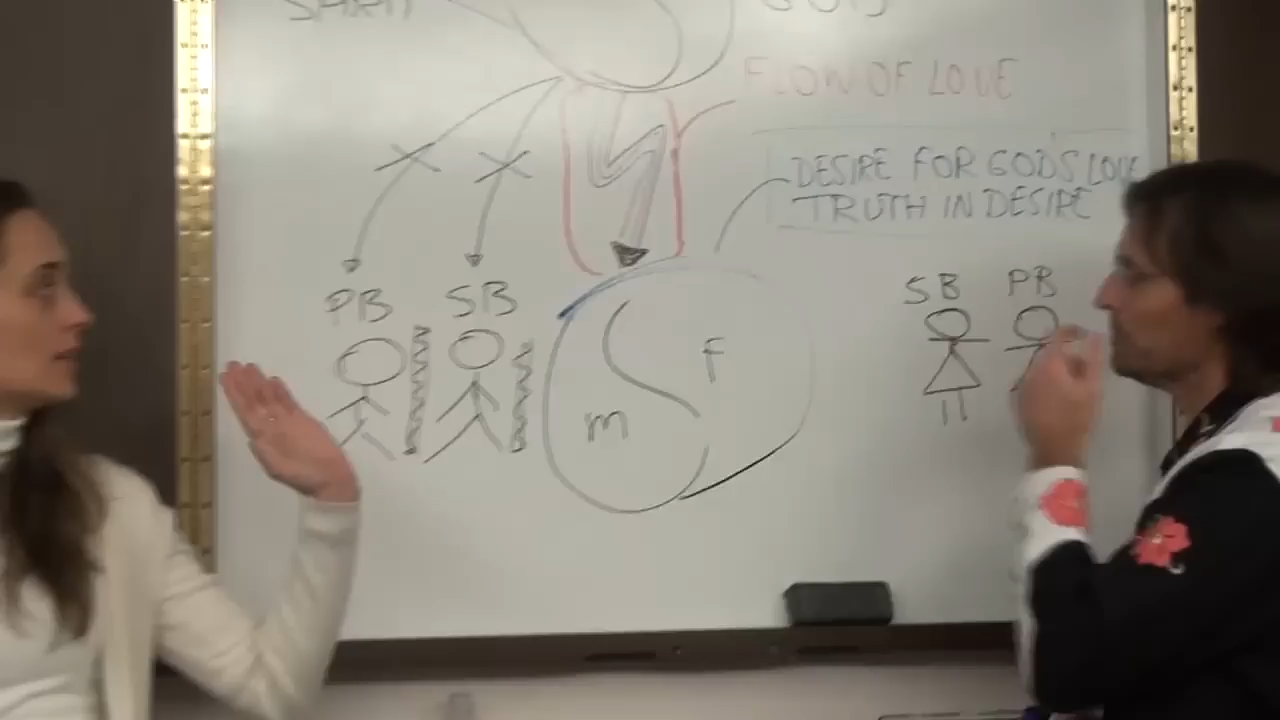 FLOW OF LOVE
DESIRE FOR GOD'S LOVE
TRUTH IN DESIRE
SB PB
PB SB
f
m